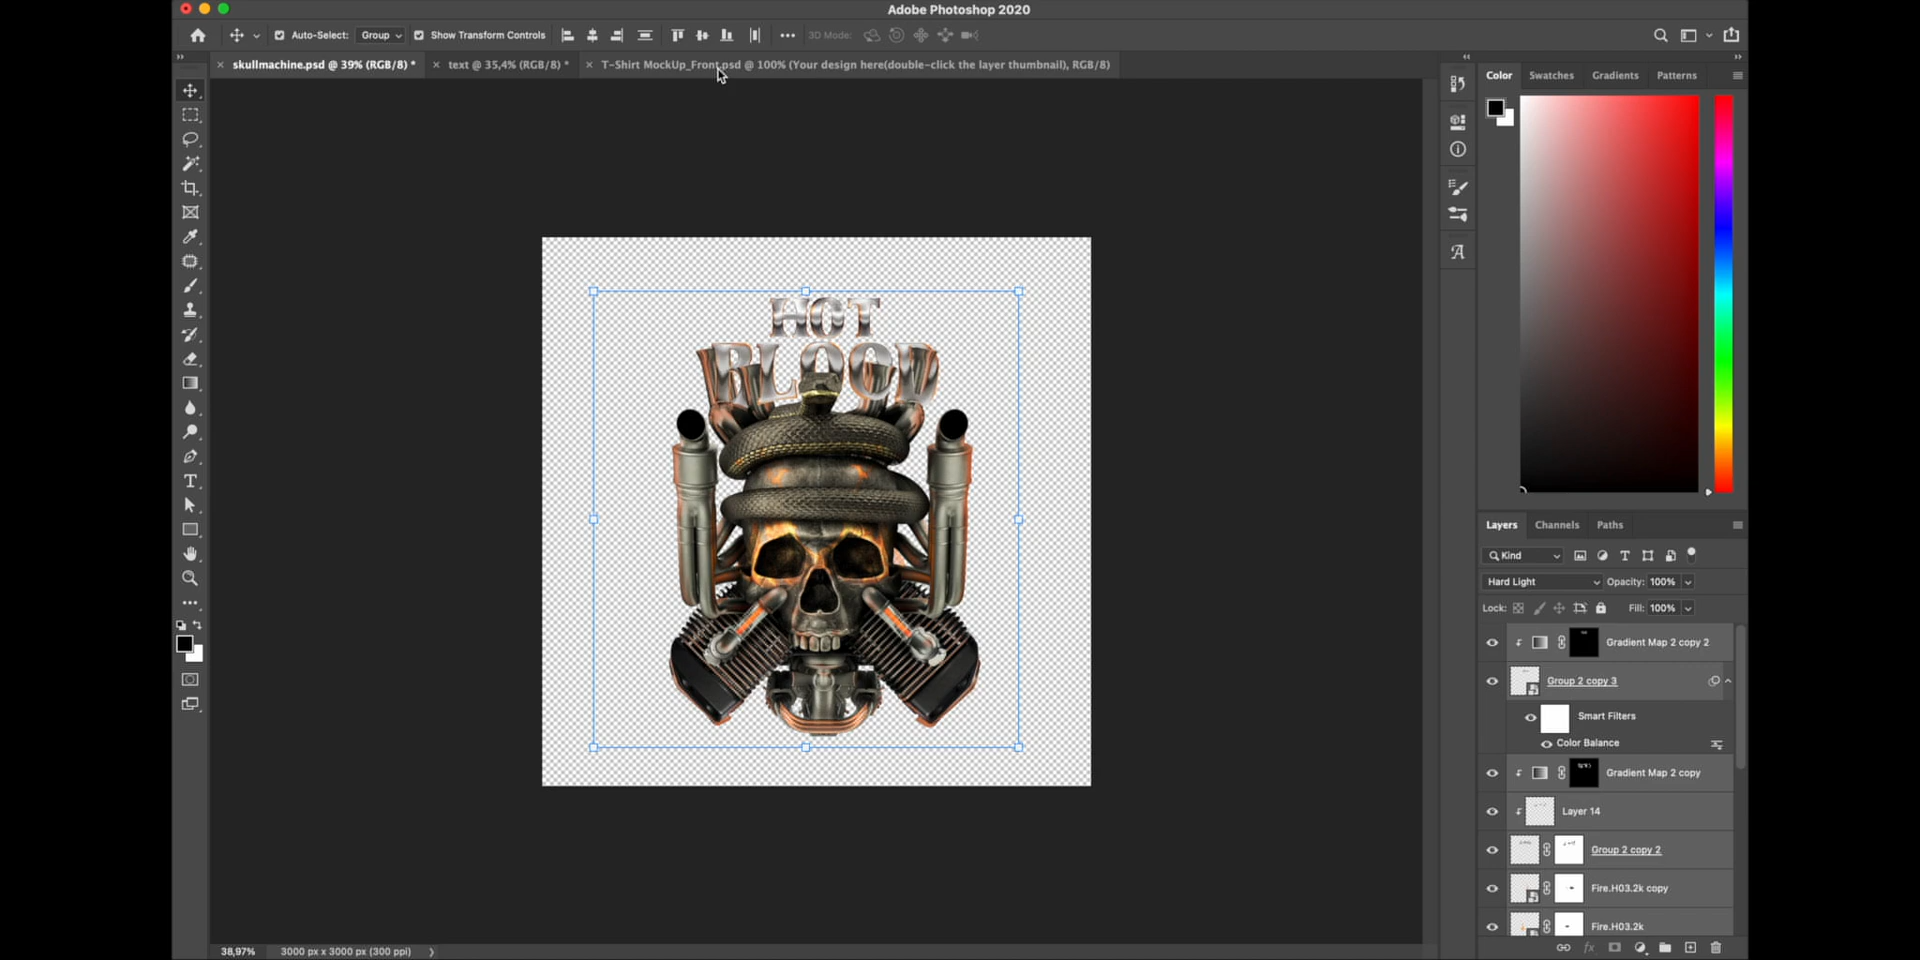 Adobe Photoshop 2020
Auto-Select: Group Show Transform Controls 3D Mode:
skullmachine.psd @ 39% (RGB/8) * text @ 35,4% (RGB/8) * T-Shirt MockUp_Front.psd @ 100% (Your design here(double-click the layer thumbnail), RGB/8)
Color Swatches Gradients Patterns
HOT
BLOOD
Layers Channels Paths
Kind
Hard Light Opacity: 100%
Lock: Fill: 100%
Gradient Map 2 copy 2
Group 2 copy 3
Smart Filters
Color Balance
Gradient Map 2 copy
Layer 14
Group 2 copy 2
Fire.H03.2k copy
Fire.H03.2k
38,97% 3000 px x 3000 px (300 ppi)